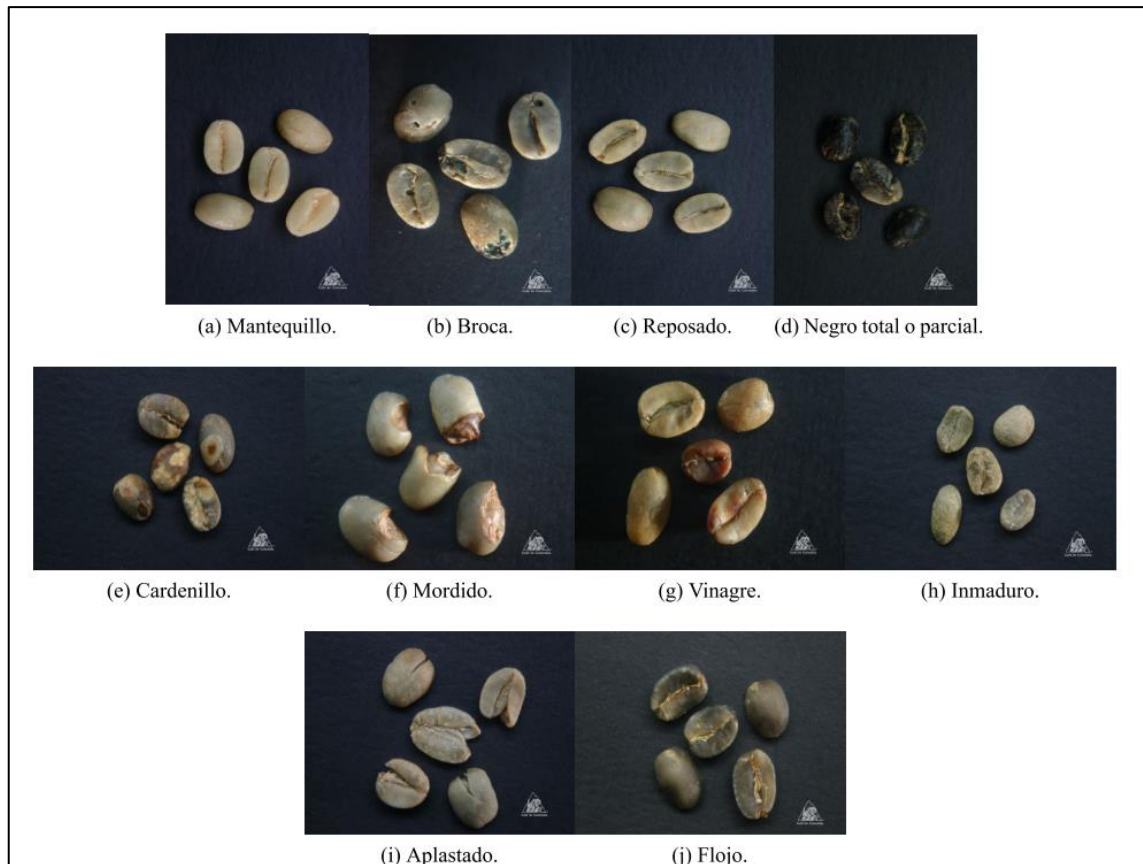 (a) Mantequillo.
(b) Broca.
(c) Reposado.
(d) Negro total o parcial.
(e) Cardenillo.
(f) Mordido.
(g) Vinagre.
(h) Inmaduro.
(i) Aplastado.
(j) Flojo.